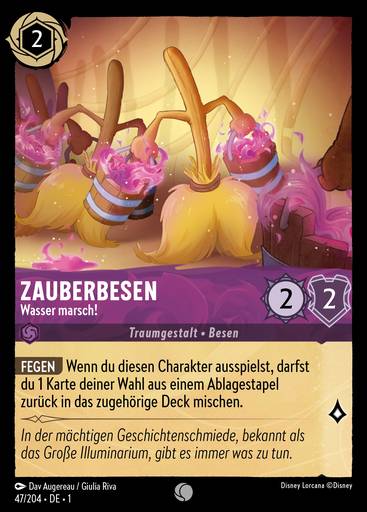 2
ZAUBERBESEN
Wasser marsch!
2 2
Traumgestalt • Besen
FEGEN Wenn du diesen Charakter ausspielst, darfst
du 1 Karte deiner Wahl aus einem Ablagestapel
zurück in das zugehörige Deck mischen.
In der mächtigen Geschichtenschmiede, bekannt als
das Große Illuminarium, gibt es immer was zu tun.
Dav Augereau / Giulia Riva
47/204 • DE • 1
Disney Lorcana ©Disney